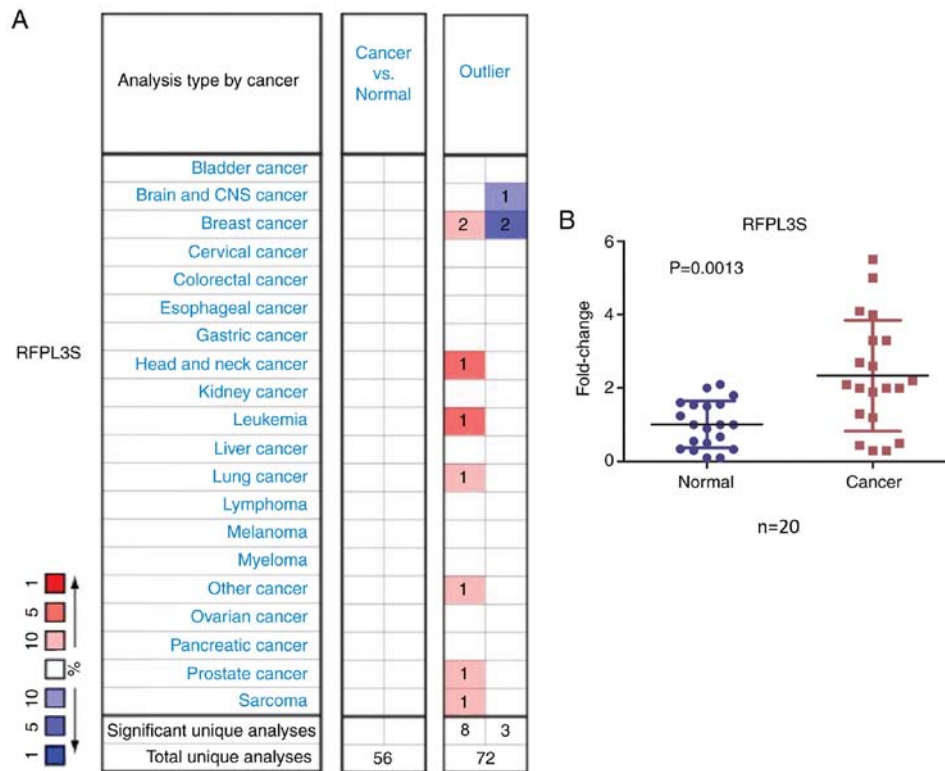 A
Analysis type by cancer
Cancer
vs.
Normal
Outlier
Bladder cancer
Brain and CNS cancer 1
Breast cancer 2 2
Cervical cancer
Colorectal cancer
Esophageal cancer
Gastric cancer
RFPL3S
Head and neck cancer 1
Kidney cancer
Leukemia 1
Liver cancer
Lung cancer 1
Lymphoma
Melanoma
Myeloma
Other cancer 1
Ovarian cancer
Pancreatic cancer
Prostate cancer 1
Sarcoma 1
Significant unique analyses 8 3
Total unique analyses 56 72
1
5
10
%
10
5
1
B
RFPL3S
P=0.0013
Fold-change
6
4
2
0
Normal Cancer
n=20